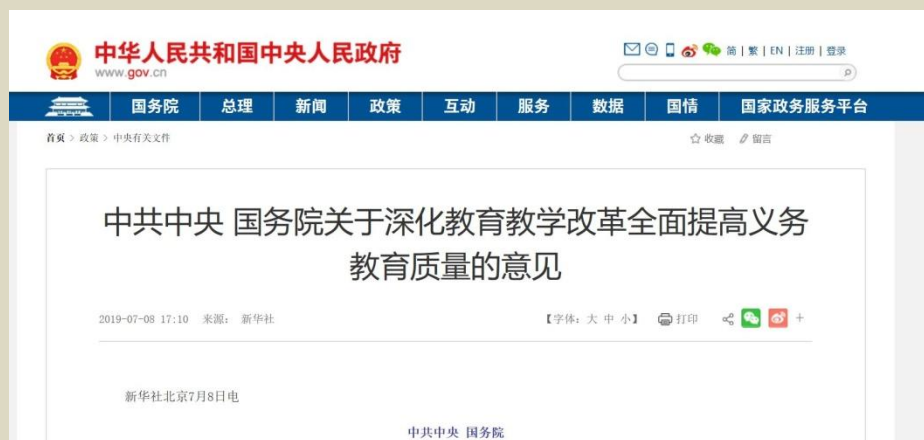 中华人民共和国中央人民政府
www.gov.cn
简 | 繁 | EN | 注册 | 登录
国务院 总理 新闻 政策 互动 服务 数据 国情 国家政务服务平台
首页 > 政策 > 中央有关文件 收藏 留言
中共中央 国务院关于深化教育教学改革全面提高义务
教育质量的意见
2019-07-08 17:10 来源： 新华社 【字体：大 中 小】 打印 +
新华社北京7月8日电
中共中央 国务院